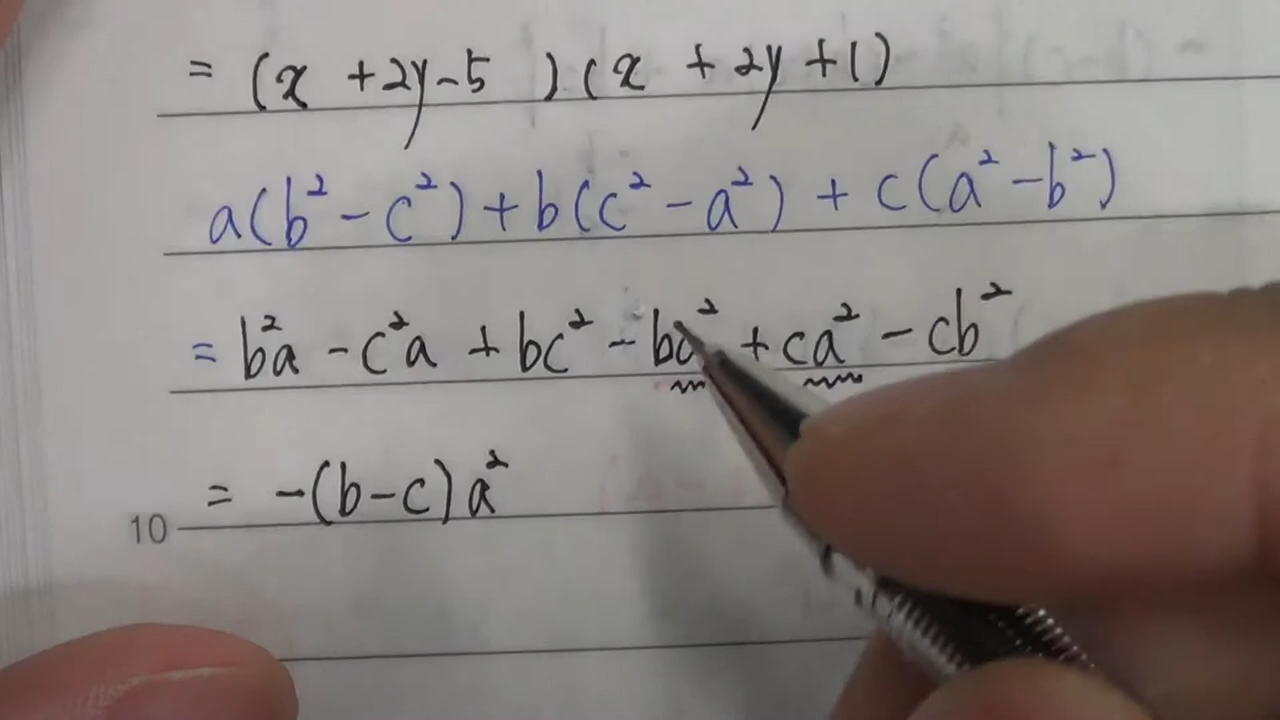 = (x +2y-5 )(x +2y+1)
a(b²-c²)+b(c²-a²)+c(a²-b²)
= b²a-c²a+bc²-ba²+ca²-cb²
= -(b-c)a²
10